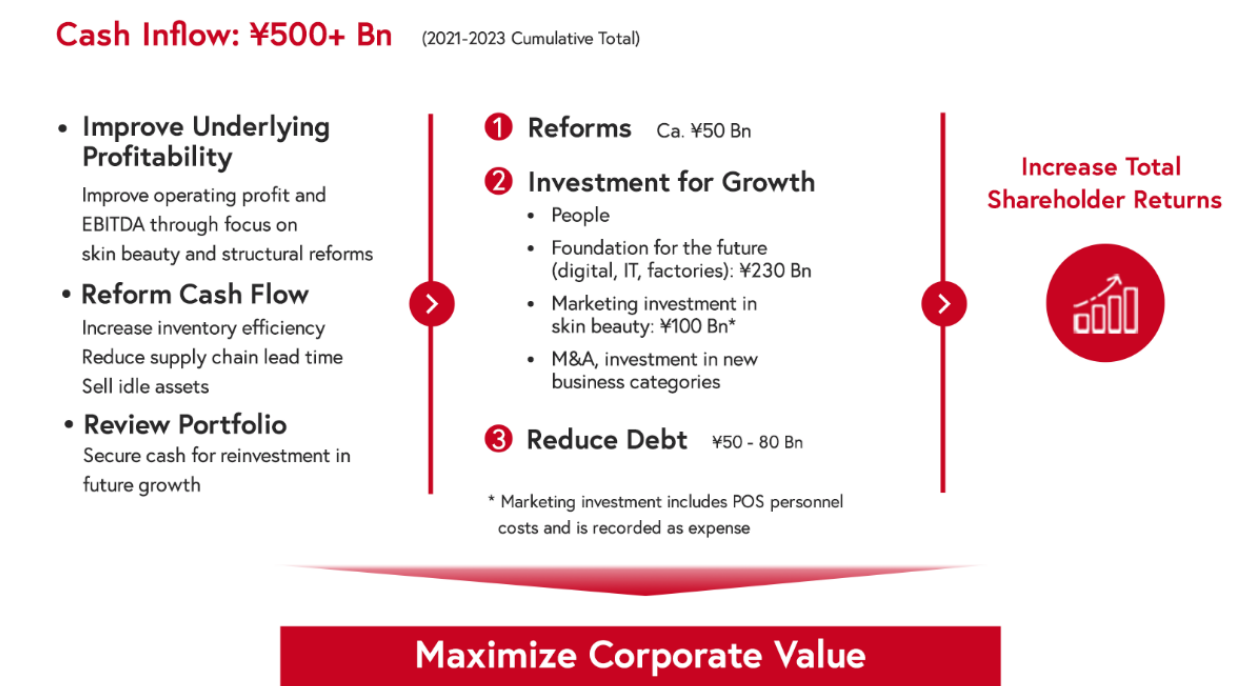 Cash Inflow: ¥500+ Bn (2021-2023 Cumulative Total)
• Improve Underlying
Profitability
Improve operating profit and
EBITDA through focus on
skin beauty and structural reforms
• Reform Cash Flow
Increase inventory efficiency
Reduce supply chain lead time
Sell idle assets
• Review Portfolio
Secure cash for reinvestment in
future growth
1 Reforms Ca. ¥50 Bn
2 Investment for Growth
• People
• Foundation for the future
(digital, IT, factories): ¥230 Bn
• Marketing investment in
skin beauty: ¥100 Bn*
• M&A, investment in new
business categories
3 Reduce Debt ¥50 - 80 Bn
* Marketing investment includes POS personnel
costs and is recorded as expense
Increase Total
Shareholder Returns
Maximize Corporate Value